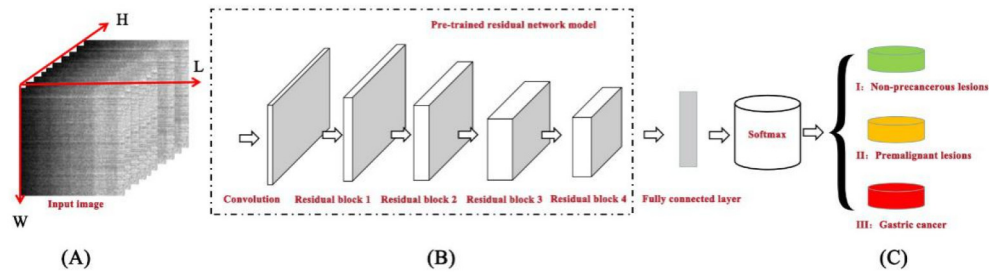 H
L
W
Input image
(A)
Pre-trained residual network model
Convolution
Residual block 1
Residual block 2
Residual block 3
Residual block 4
(B)
Fully connected layer
Softmax
I: Non-precancerous lesions
II: Premalignant lesions
III: Gastric cancer
(C)